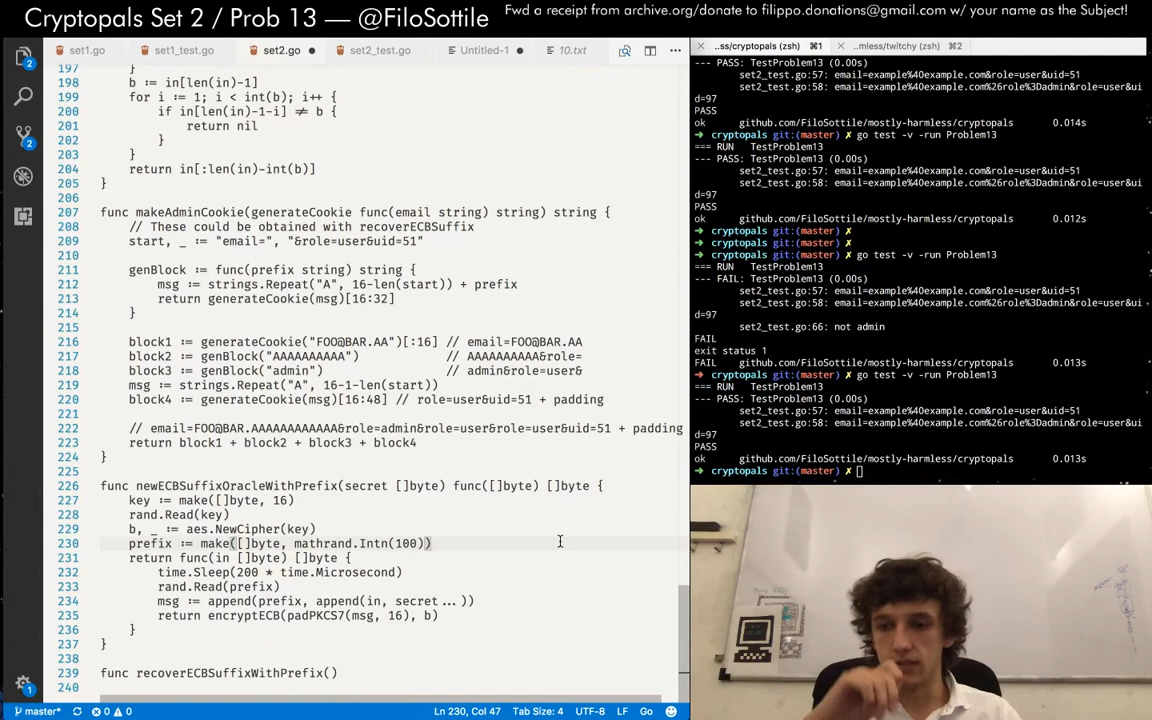 Cryptopals Set 2 / Prob 13 — @FiloSottile
Fwd a receipt from archive.org/donate to filippo.donations@gmail.com w/ your name as the Subject!
set1.go
set1_test.go
set2.go
set2_test.go
Untitled-1
10.txt
197 }
198 b := in[len(in)-1]
199 for i := 1; i < int(b); i++ {
200 if in[len(in)-1-i] ≠ b {
201 return nil
202 }
203 }
204 return in[:len(in)-int(b)]
205 }
206
207 func makeAdminCookie(generateCookie func(email string) string) string {
208 // These could be obtained with recoverECBSuffix
209 start, _ := "email=", "&role=user&uid=51"
210
211 genBlock := func(prefix string) string {
212 msg := strings.Repeat("A", 16-len(start)) + prefix
213 return generateCookie(msg)[16:32]
214 }
215
216 block1 := generateCookie("FOO@BAR.AA")[:16] // email=FOO@BAR.AA
217 block2 := genBlock("AAAAAAAAAA") // AAAAAAAAAA&role=
218 block3 := genBlock("admin") // admin&role=user&
219 msg := strings.Repeat("A", 16-1-len(start))
220 block4 := generateCookie(msg)[16:48] // role=user&uid=51 + padding
221
222 // email=FOO@BAR.AAAAAAAAAAAA&role=admin&role=user&role=user&uid=51 + padding
223 return block1 + block2 + block3 + block4
224 }
225
226 func newECBSuffixOracleWithPrefix(secret []byte) func([]byte) []byte {
227 key := make([]byte, 16)
228 rand.Read(key)
229 b, _ := aes.NewCipher(key)
230 prefix := make([]byte, mathrand.Intn(100))
231 return func(in []byte) []byte {
232 time.Sleep(200 * time.Microsecond)
233 rand.Read(prefix)
234 msg := append(prefix, append(in, secret...))
235 return encryptECB(padPKCS7(msg, 16), b)
236 }
237 }
238
239 func recoverECBSuffixWithPrefix()
240
2
2
1
master* 0 0
Ln 230, Col 47 Tab Size: 4 UTF-8 LF Go
..ss/cryptopals (zsh) ⌘1
..mless/twitchy (zsh) ⌘2
--- PASS: TestProblem13 (0.00s)
set2_test.go:57: email=example%40example.com&role=user&uid=51
set2_test.go:58: email=example%40example.com&role=user&ui
d=97
PASS
ok github.com/FiloSottile/mostly-harmless/cryptopals 0.014s
➜ cryptopals git:(master) ✗ go test -v -run Problem13
=== RUN TestProblem13
--- PASS: TestProblem13 (0.00s)
set2_test.go:57: email=example%40example.com&role=user&uid=51
set2_test.go:58: email=example%40example.com%26role%3Dadmin&role=user&ui
d=97
PASS
ok github.com/FiloSottile/mostly-harmless/cryptopals 0.012s
➜ cryptopals git:(master) ✗
➜ cryptopals git:(master) ✗
➜ cryptopals git:(master) ✗ go test -v -run Problem13
=== RUN TestProblem13
--- FAIL: TestProblem13 (0.00s)
set2_test.go:57: email=example%40example.com&role=user&uid=51
set2_test.go:58: email=example%40example.com%26role%3Dadmin&role=user&ui
d=97
set2_test.go:66: not admin
FAIL
exit status 1
FAIL github.com/FiloSottile/mostly-harmless/cryptopals 0.013s
➜ cryptopals git:(master) ✗ go test -v -run Problem13
=== RUN TestProblem13
--- PASS: TestProblem13 (0.00s)
set2_test.go:57: email=example%40example.com&role=user&uid=51
set2_test.go:58: email=example%40example.com%26role%3Dadmin&role=user&ui
d=97
PASS
ok github.com/FiloSottile/mostly-harmless/cryptopals 0.013s
➜ cryptopals git:(master) ✗